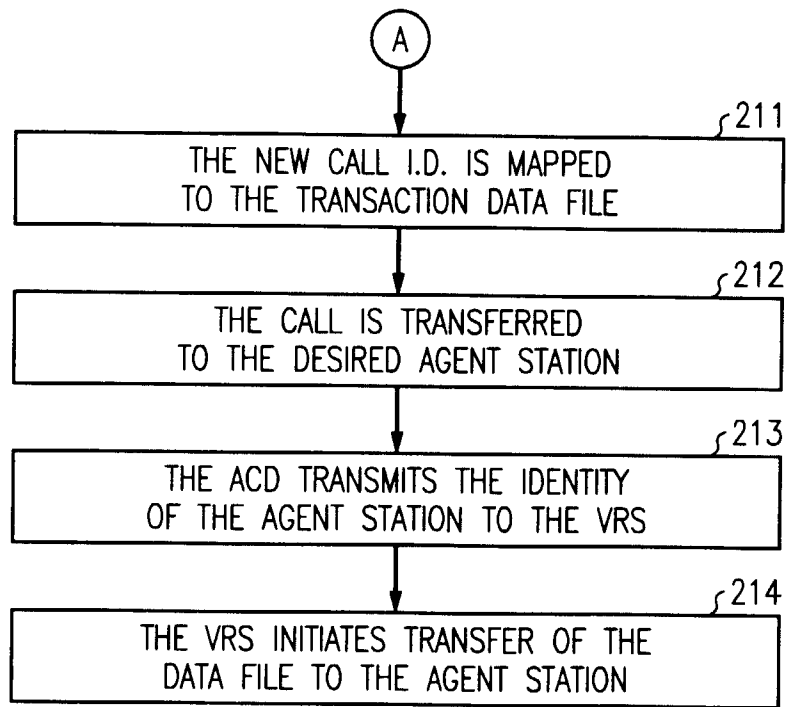 A
211
THE NEW CALL I.D. IS MAPPED
TO THE TRANSACTION DATA FILE
212
THE CALL IS TRANSFERRED
TO THE DESIRED AGENT STATION
213
THE ACD TRANSMITS THE IDENTITY
OF THE AGENT STATION TO THE VRS
214
THE VRS INITIATES TRANSFER OF THE
DATA FILE TO THE AGENT STATION